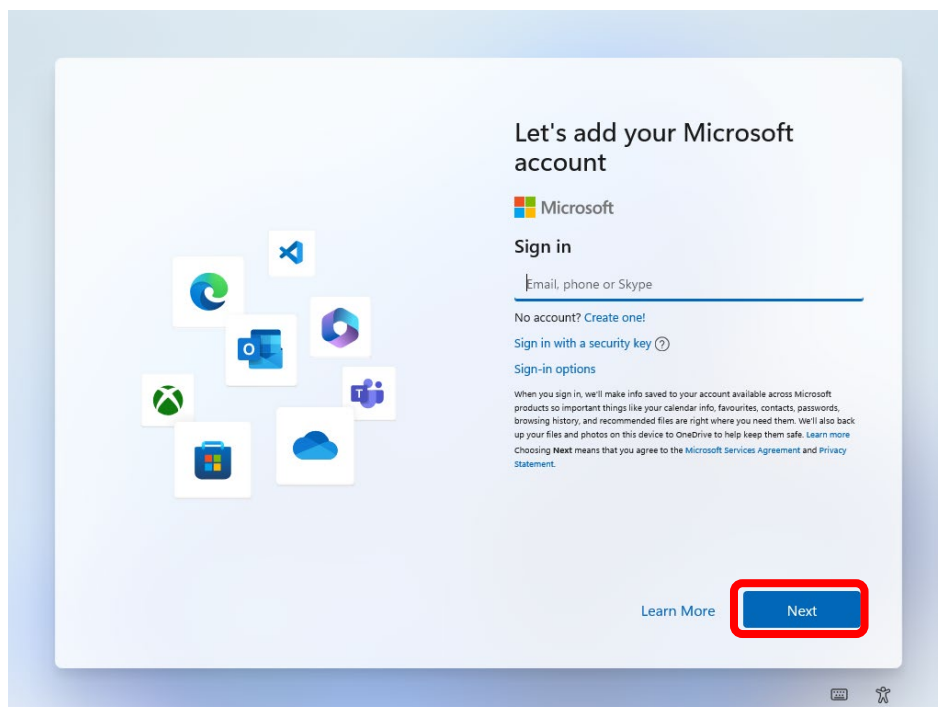 Let's add your Microsoft
account
Microsoft
Sign in
Email, phone or Skype
No account? Create one!
Sign in with a security key
Sign-in options
When you sign in, we'll make info saved to your account available across Microsoft
products so important things like your calendar info, favourites, contacts, passwords,
browsing history, and recommended files are right where you need them. We'll also back
up your files and photos on this device to OneDrive to help keep them safe. Learn more
Choosing Next means that you agree to the Microsoft Services Agreement and Privacy
Statement.
Learn More
Next